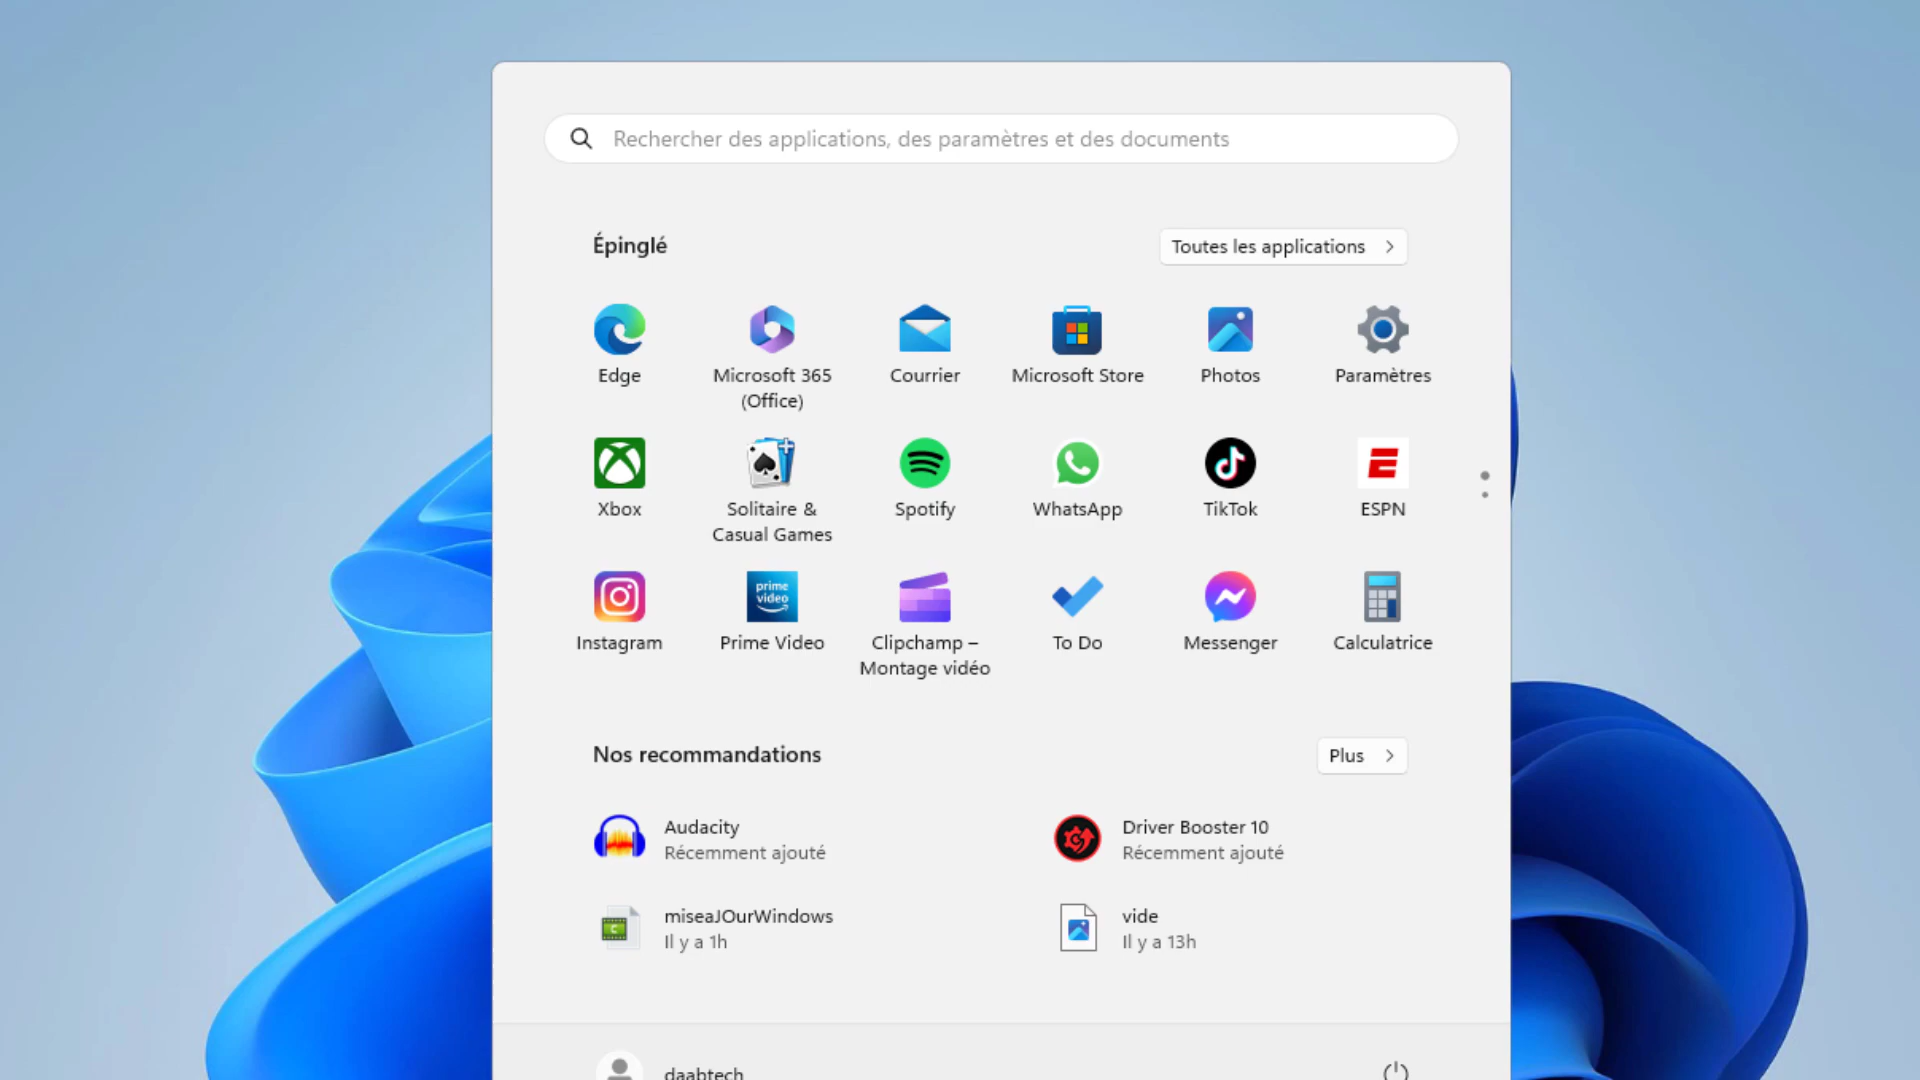 Rechercher des applications, des paramètres et des documents
Épinglé
Toutes les applications
Edge
Microsoft 365
(Office)
Courrier
Microsoft Store
Photos
Paramètres
Xbox
Solitaire &
Casual Games
Spotify
WhatsApp
TikTok
ESPN
prime
video
Instagram
Prime Video
Clipchamp –
Montage vidéo
To Do
Messenger
Calculatrice
Nos recommandations
Plus
Audacity
Récemment ajouté
Driver Booster 10
Récemment ajouté
miseaJOurWindows
Il y a 1h
vide
Il y a 13h
daabtech